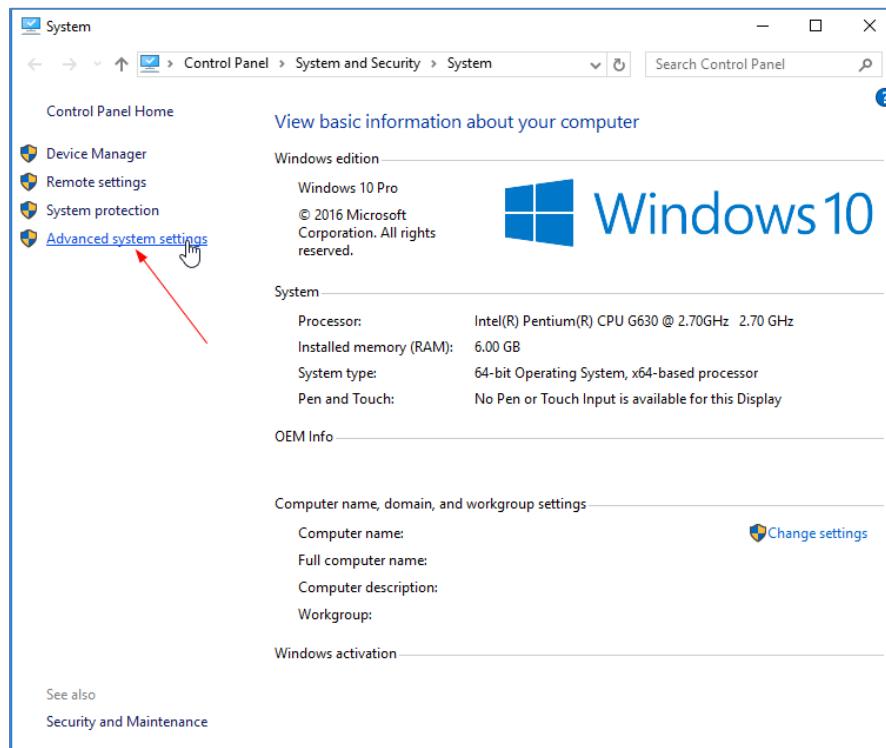 System
Control Panel > System and Security > System
Search Control Panel
?
Control Panel Home
Device Manager
Remote settings
System protection
Advanced system settings
View basic information about your computer
Windows edition
Windows 10 Pro
© 2016 Microsoft
Corporation. All rights
reserved.
Windows 10
System
Processor: Intel(R) Pentium(R) CPU G630 @ 2.70GHz 2.70 GHz
Installed memory (RAM): 6.00 GB
System type: 64-bit Operating System, x64-based processor
Pen and Touch: No Pen or Touch Input is available for this Display
OEM Info
Computer name, domain, and workgroup settings
Computer name: Change settings
Full computer name:
Computer description:
Workgroup:
Windows activation
See also
Security and Maintenance